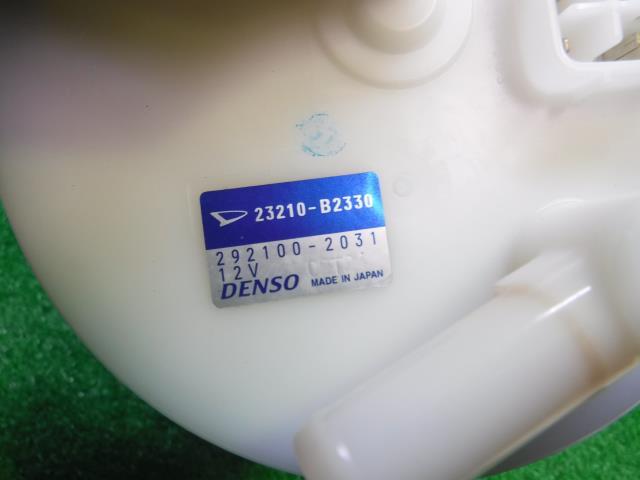 23210-B2330
292100-2031
12V
DENSO MADE IN JAPAN